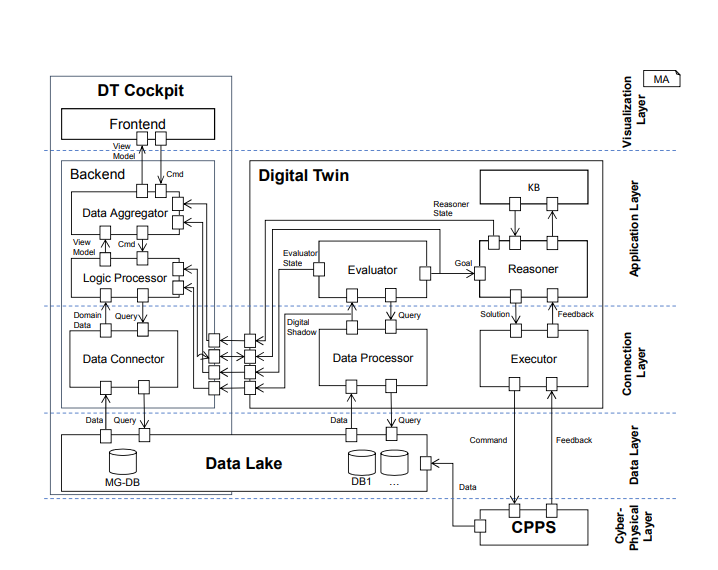 DT Cockpit
MA
Visualization
Layer
Frontend
View
Model
Cmd
Backend
Digital Twin
KB
Data Aggregator
Reasoner
State
Application Layer
View
Model
Cmd
Evaluator
State
Evaluator
Goal
Reasoner
Logic Processor
Domain
Data
Query
Digital
Shadow
Query
Solution
Feedback
Data Connector
Data Processor
Executor
Connection
Layer
Data
Query
Data
Query
Command
Feedback
Data Lake
MG-DB
DB1
...
Data
Data Layer
CPPS
Cyber-
Physical
Layer